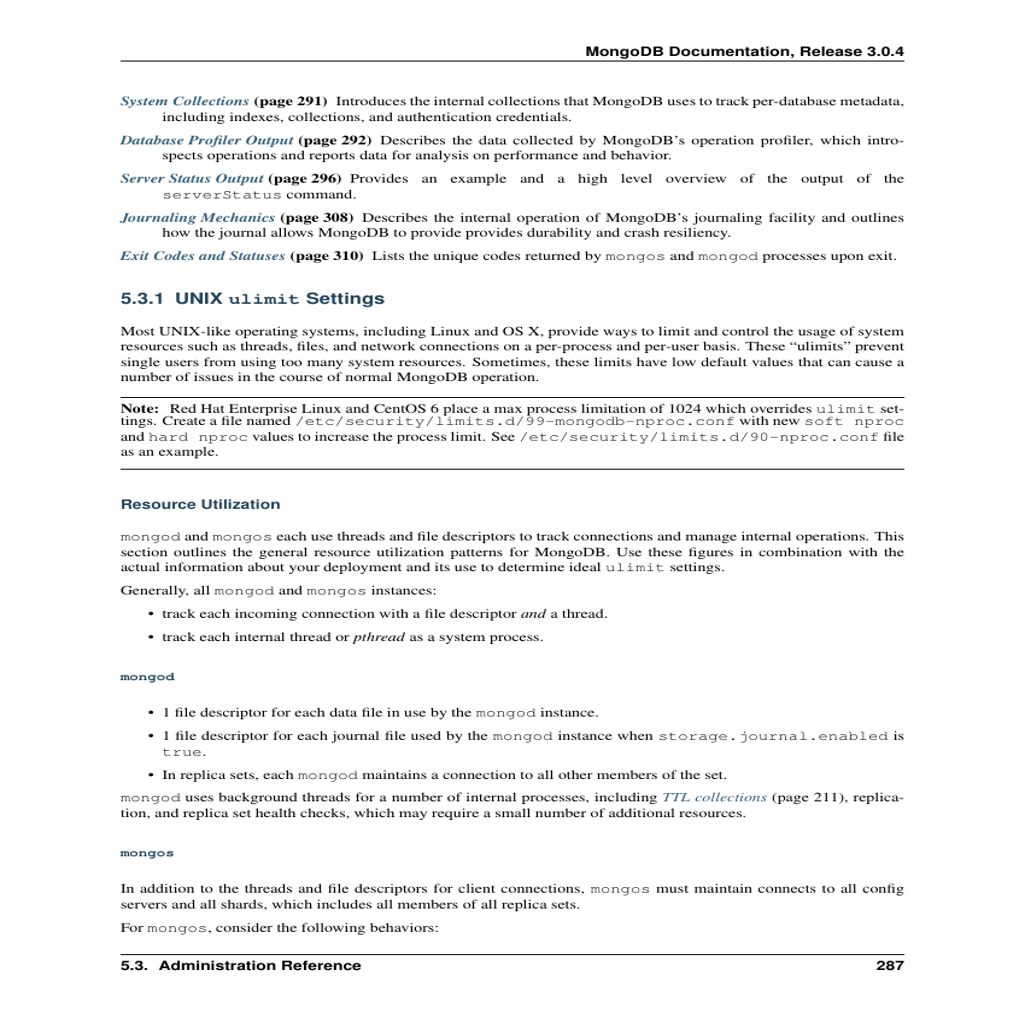 MongoDB Documentation, Release 3.0.4
System Collections (page 291) Introduces the internal collections that MongoDB uses to track per-database metadata,
including indexes, collections, and authentication credentials.
Database Profiler Output (page 292) Describes the data collected by MongoDB's operation profiler, which intro-
spects operations and reports data for analysis on performance and behavior.
Server Status Output (page 296) Provides an example and a high level overview of the output of the
serverStatus command.
Journaling Mechanics (page 308) Describes the internal operation of MongoDB's journaling facility and outlines
how the journal allows MongoDB to provide provides durability and crash resiliency.
Exit Codes and Statuses (page 310) Lists the unique codes returned by mongos and mongod processes upon exit.
5.3.1 UNIX ulimit Settings
Most UNIX-like operating systems, including Linux and OS X, provide ways to limit and control the usage of system
resources such as threads, files, and network connections on a per-process and per-user basis. These “ulimits” prevent
single users from using too many system resources. Sometimes, these limits have low default values that can cause a
number of issues in the course of normal MongoDB operation.
Note: Red Hat Enterprise Linux and CentOS 6 place a max process limitation of 1024 which overrides ulimit set-
tings. Create a file named /etc/security/limits.d/99-mongodb-nproc.conf with new soft nproc
and hard nproc values to increase the process limit. See /etc/security/limits.d/90-nproc.conf file
as an example.
Resource Utilization
mongod and mongos each use threads and file descriptors to track connections and manage internal operations. This
section outlines the general resource utilization patterns for MongoDB. Use these figures in combination with the
actual information about your deployment and its use to determine ideal ulimit settings.
Generally, all mongod and mongos instances:
• track each incoming connection with a file descriptor and a thread.
• track each internal thread or pthread as a system process.
mongod
• 1 file descriptor for each data file in use by the mongod instance.
• 1 file descriptor for each journal file used by the mongod instance when storage.journal.enabled is
true.
• In replica sets, each mongod maintains a connection to all other members of the set.
mongod uses background threads for a number of internal processes, including TTL collections (page 211), replica-
tion, and replica set health checks, which may require a small number of additional resources.
mongos
In addition to the threads and file descriptors for client connections, mongos must maintain connects to all config
servers and all shards, which includes all members of all replica sets.
For mongos, consider the following behaviors:
5.3. Administration Reference 287